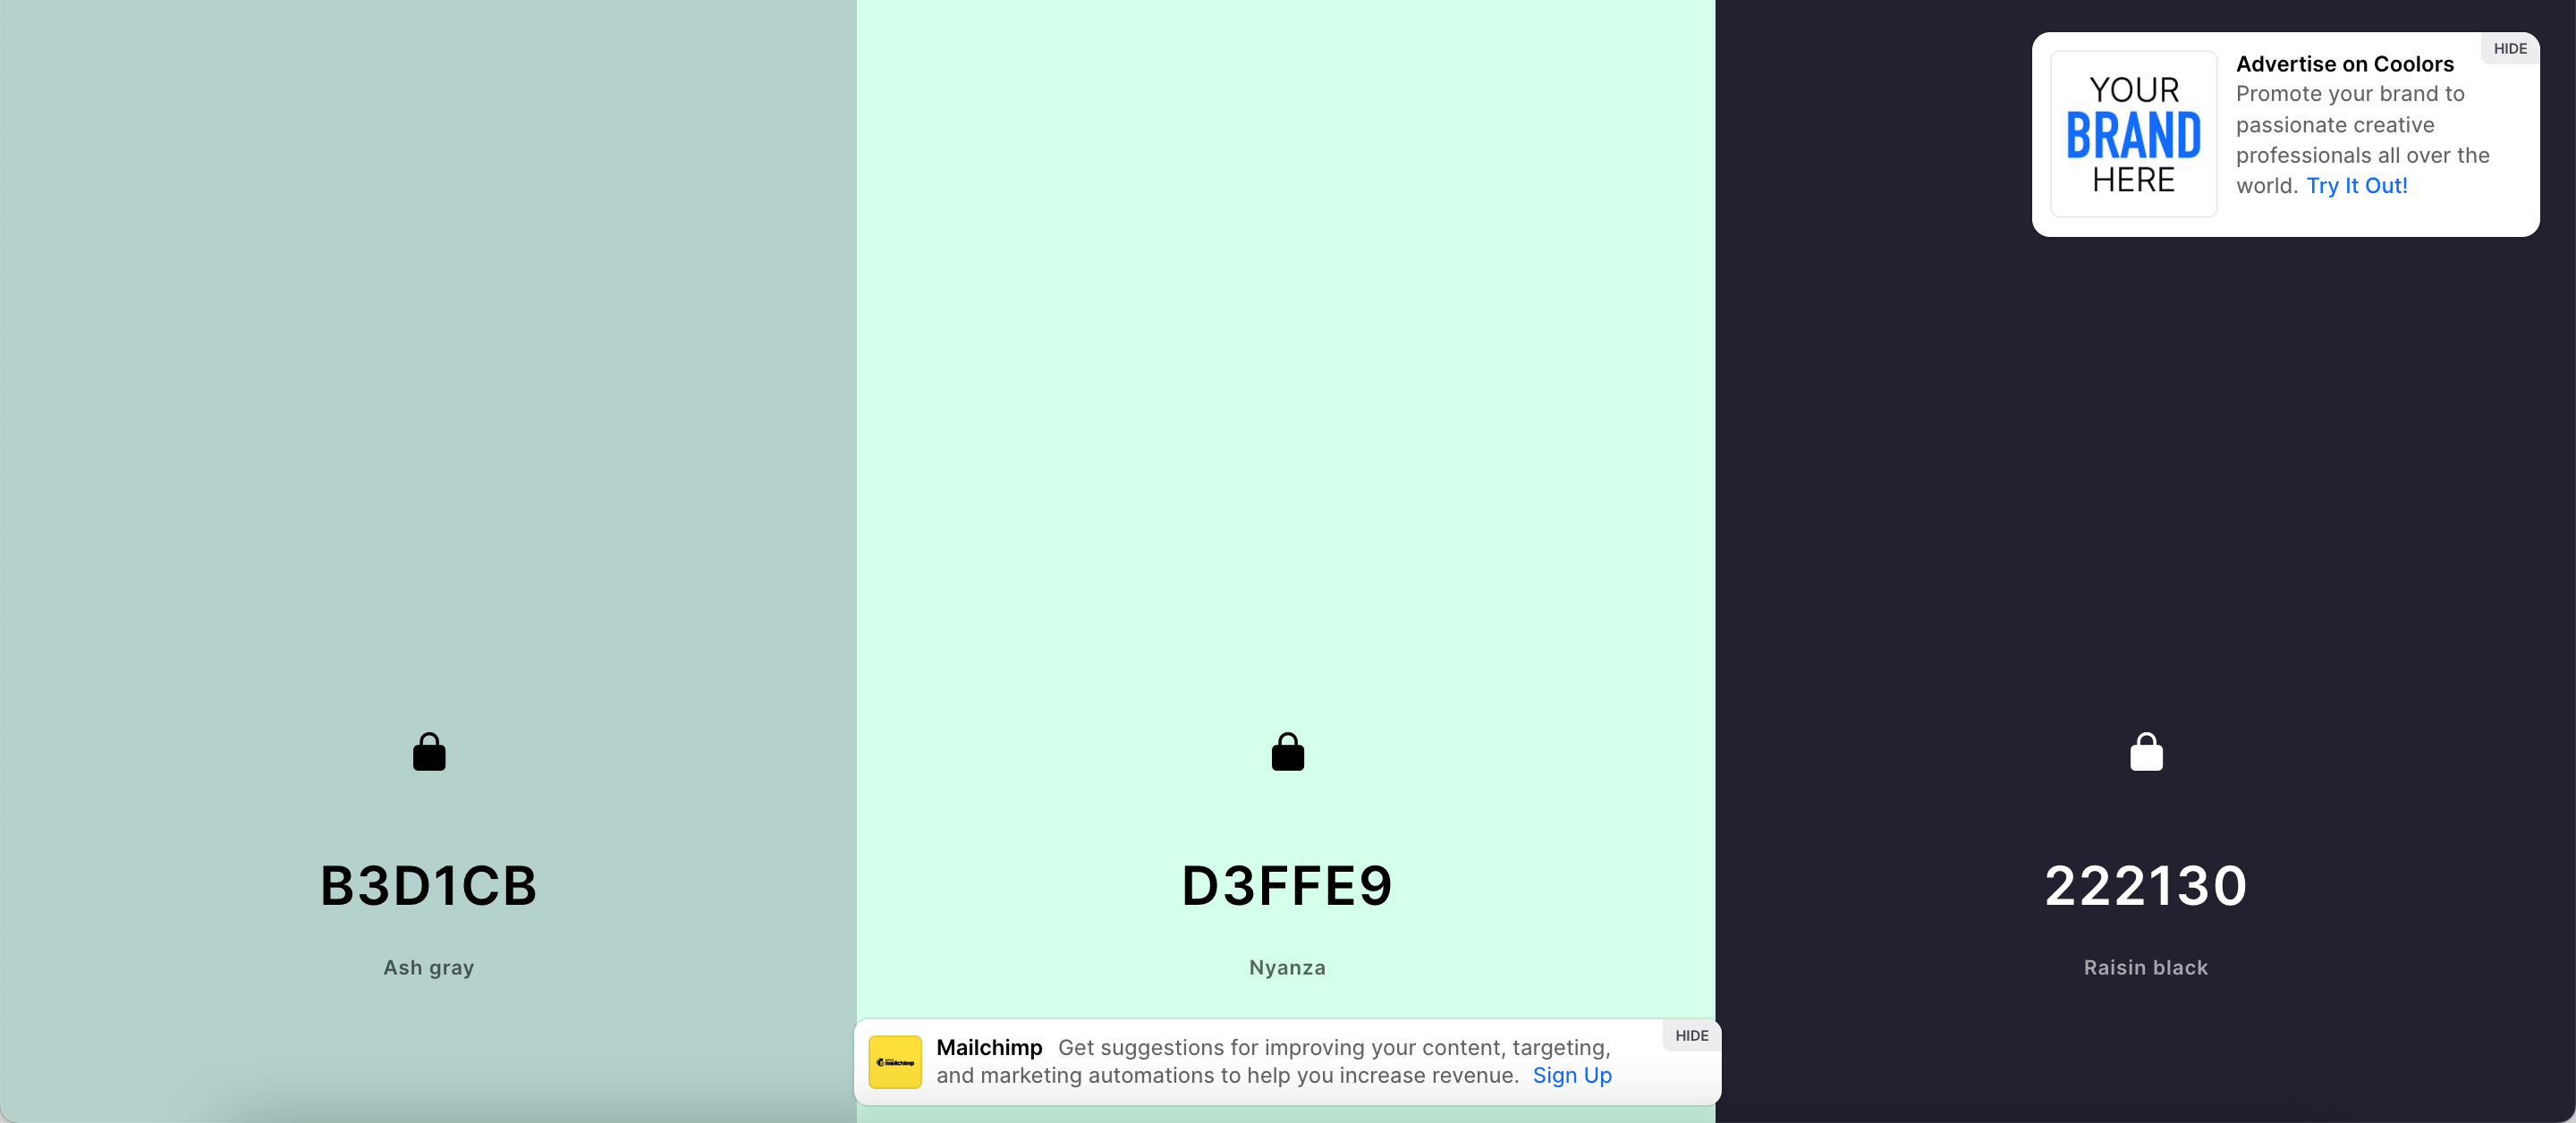 HIDE
Advertise on Coolors
Promote your brand to
passionate creative
professionals all over the
world. Try It Out!
YOUR
BRAND
HERE
B3D1CB
Ash gray
D3FFE9
Nyanza
222130
Raisin black
HIDE
Mailchimp Get suggestions for improving your content, targeting,
and marketing automations to help you increase revenue. Sign Up
mailchimp